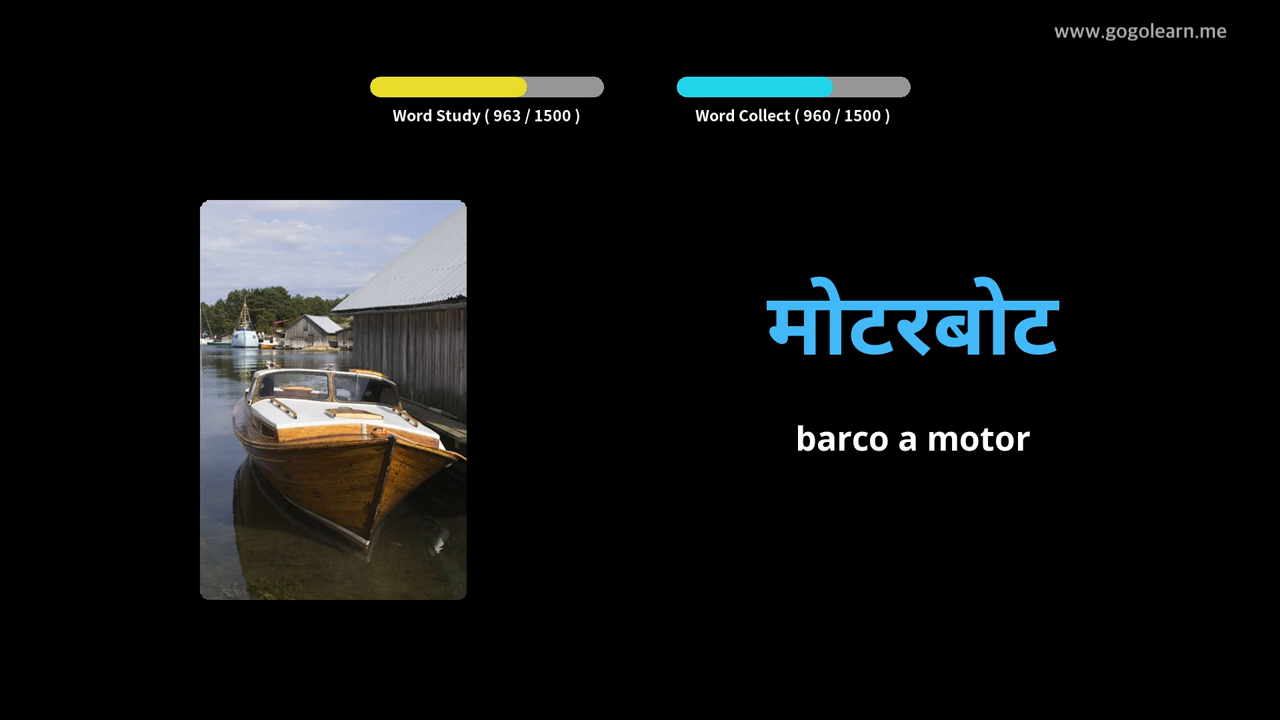 www.gogolearn.me
Word Study ( 963 / 1500 )
Word Collect ( 960 / 1500 )
मोटरबोट
barco a motor